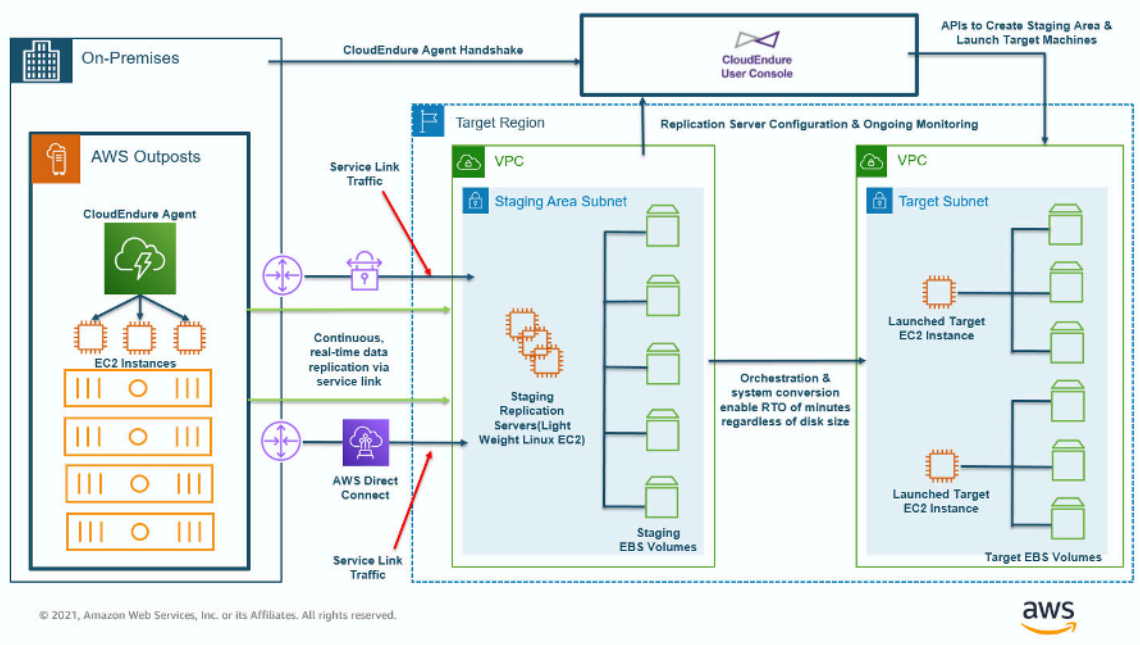 On-Premises
CloudEndure Agent Handshake
CloudEndure
User Console
APIs to Create Staging Area &
Launch Target Machines
Target Region
Replication Server Configuration & Ongoing Monitoring
AWS Outposts
CloudEndure Agent
EC2 Instances
Service Link
Traffic
Continuous,
real-time data
replication via
service link
AWS Direct
Connect
Service Link
Traffic
VPC
Staging Area Subnet
Staging
Replication
Servers(Light
Weight Linux EC2)
Staging
EBS Volumes
Orchestration &
system conversion
enable RTO of minutes
regardless of disk size
VPC
Target Subnet
Launched Target
EC2 Instance
Launched Target
EC2 Instance
Target EBS Volumes
© 2021, Amazon Web Services, Inc. or its Affiliates. All rights reserved.
aws